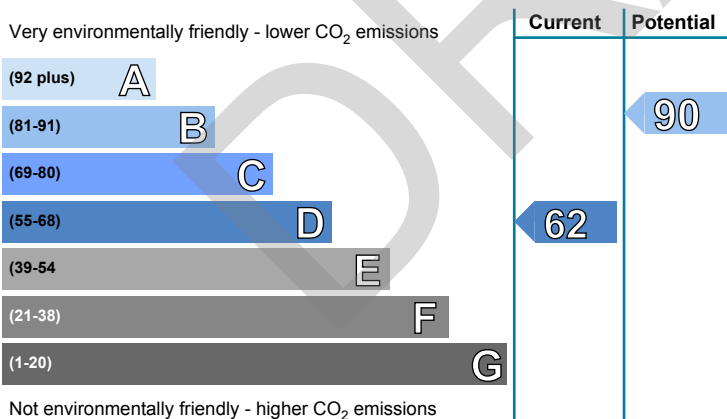 Very environmentally friendly - lower CO₂ emissions
Current Potential
(92 plus) A
(81-91) B
90
(69-80) C
(55-68) D
62
(39-54 E
(21-38) F
(1-20) G
Not environmentally friendly - higher CO₂ emissions